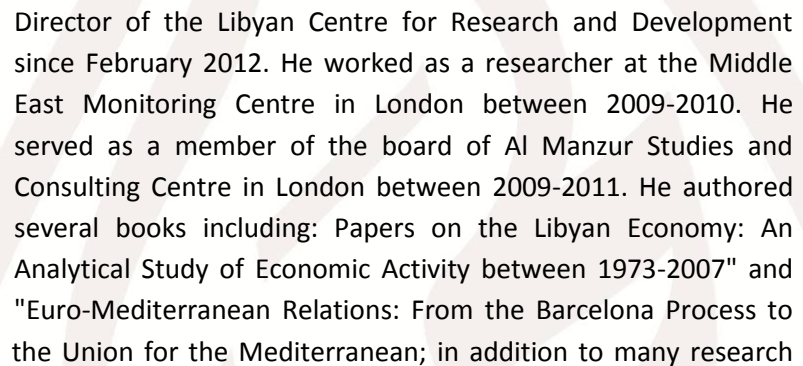 Director of the Libyan Centre for Research and Development
since February 2012. He worked as a researcher at the Middle
East Monitoring Centre in London between 2009-2010. He
served as a member of the board of Al Manzur Studies and
Consulting Centre in London between 2009-2011. He authored
several books including: Papers on the Libyan Economy: An
Analytical Study of Economic Activity between 1973-2007" and
"Euro-Mediterranean Relations: From the Barcelona Process to
the Union for the Mediterranean; in addition to many research